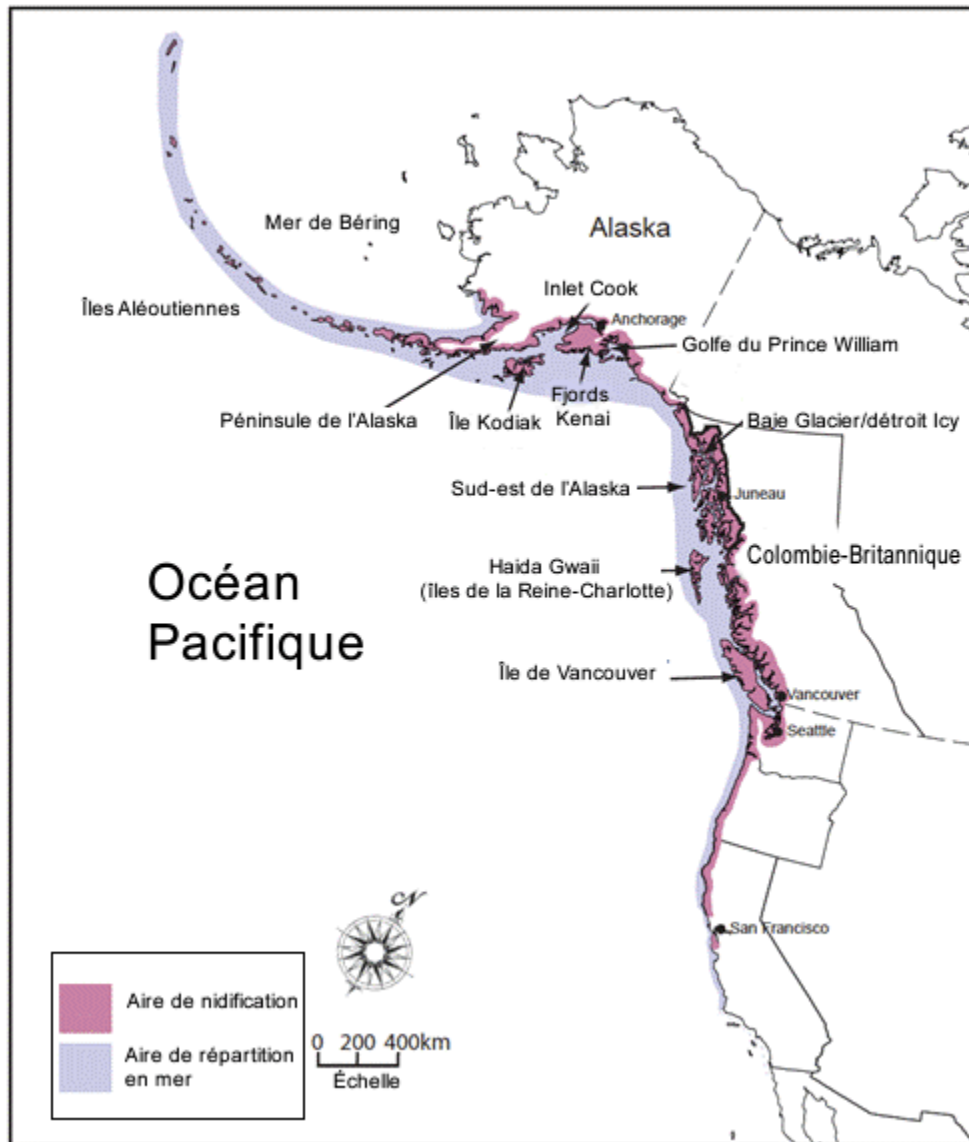 Mer de Béring
Alaska
Îles Aléoutiennes
Inlet Cook
Anchorage
Golfe du Prince William
Péninsule de l'Alaska
Île Kodiak
Fjords
Kenai
Baie Glacier/détroit Icy
Sud-est de l'Alaska
Juneau
Colombie-Britannique
Haida Gwaii
(îles de la Reine-Charlotte)
Océan
Pacifique
Île de Vancouver
Vancouver
Seattle
San Francisco
N
Aire de nidification
Aire de répartition
en mer
0 200 400km
Échelle